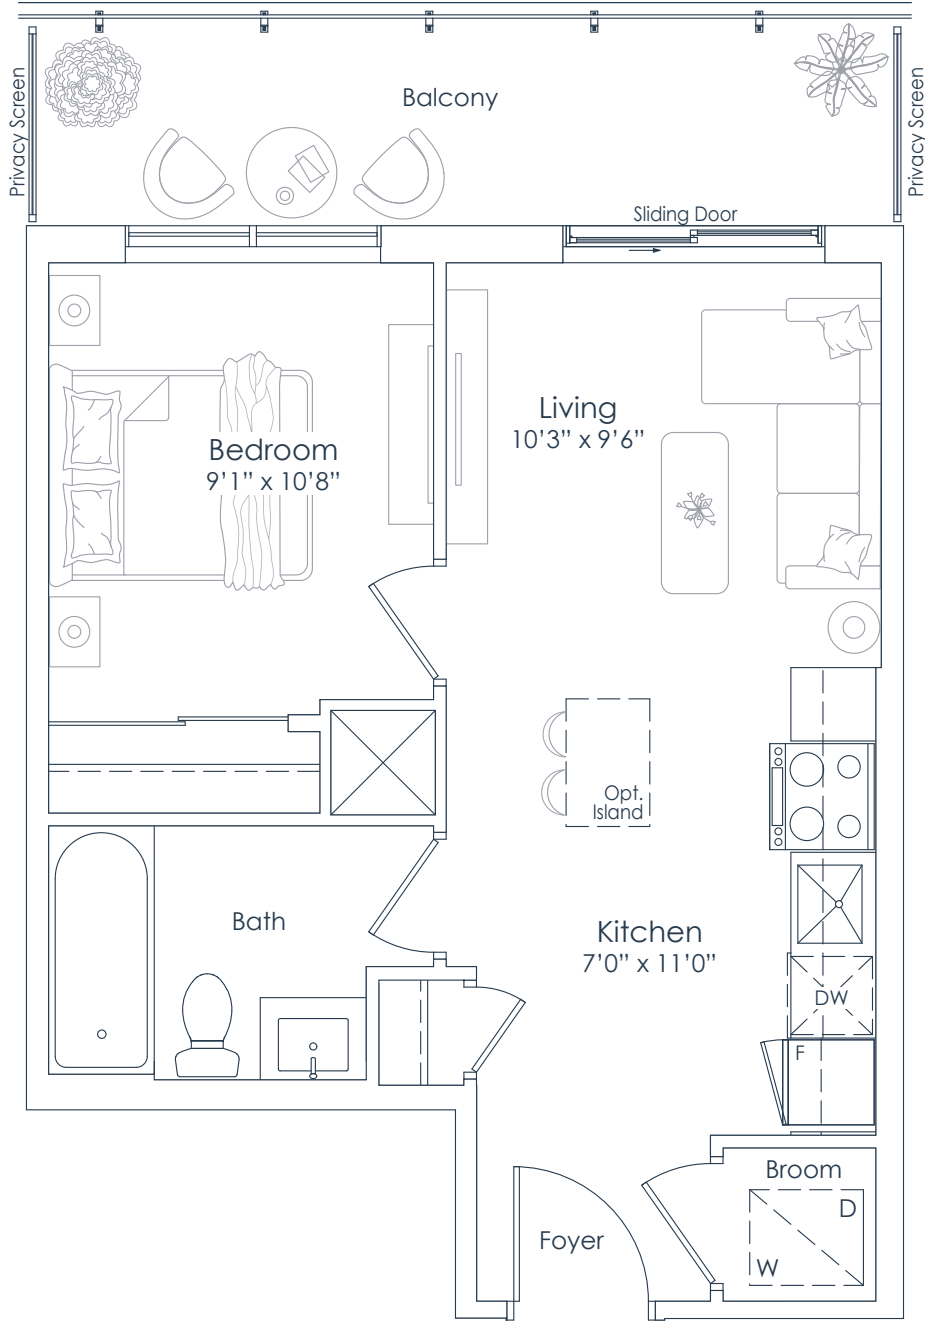 Privacy Screen
Balcony
Privacy Screen
Sliding Door
Living
10’3” x 9’6”
Bedroom
9’1” x 10’8”
Opt.
Island
Bath
Kitchen
7’0” x 11’0”
DW
F
Broom
D
W
Foyer